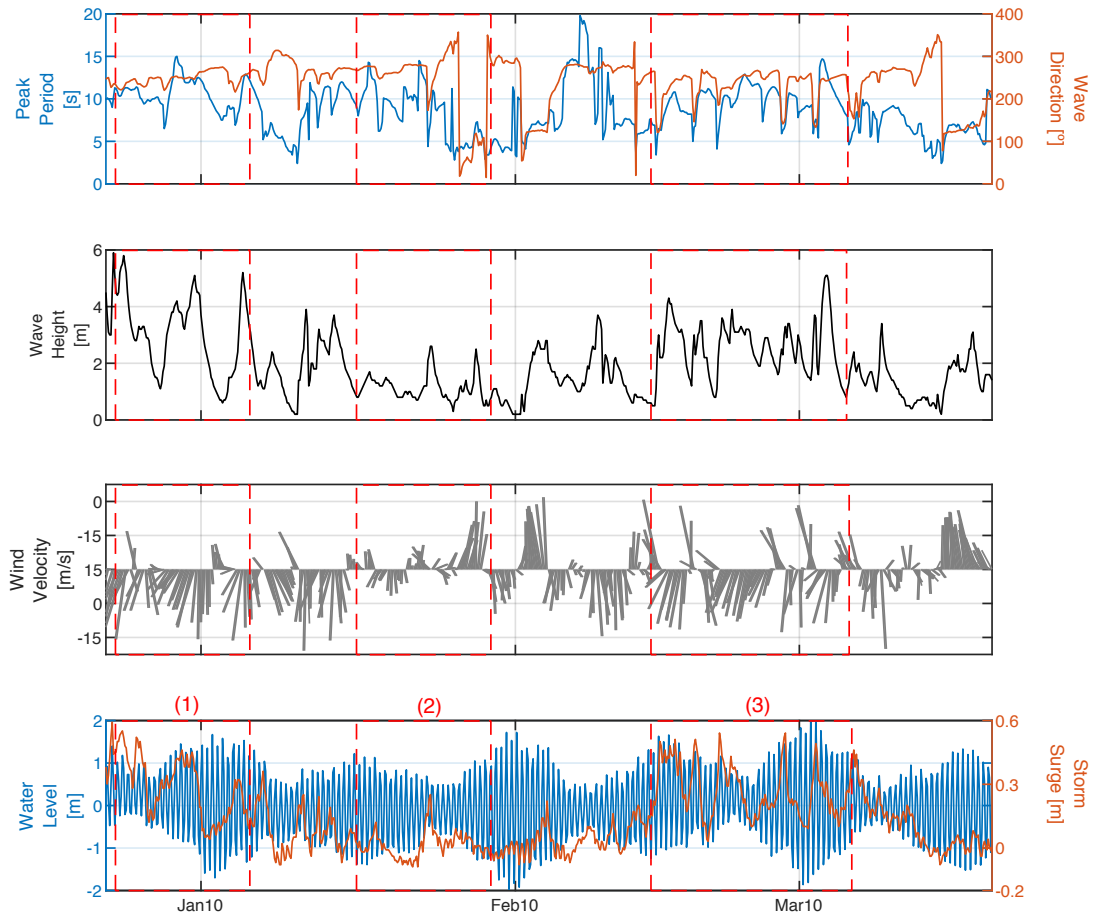 20
15
10
5
0
Peak
Period
[s]
400
300
200
100
0
Wave
Direction [º]
6
4
2
0
Wave
Height
[m]
0
-15
15
0
-15
Wind
Velocity
[m/s]
(1)
(2)
(3)
2
1
0
-1
-2
Water
Level
[m]
0.6
0.3
0
-0.2
Storm
Surge [m]
Jan10
Feb10
Mar10